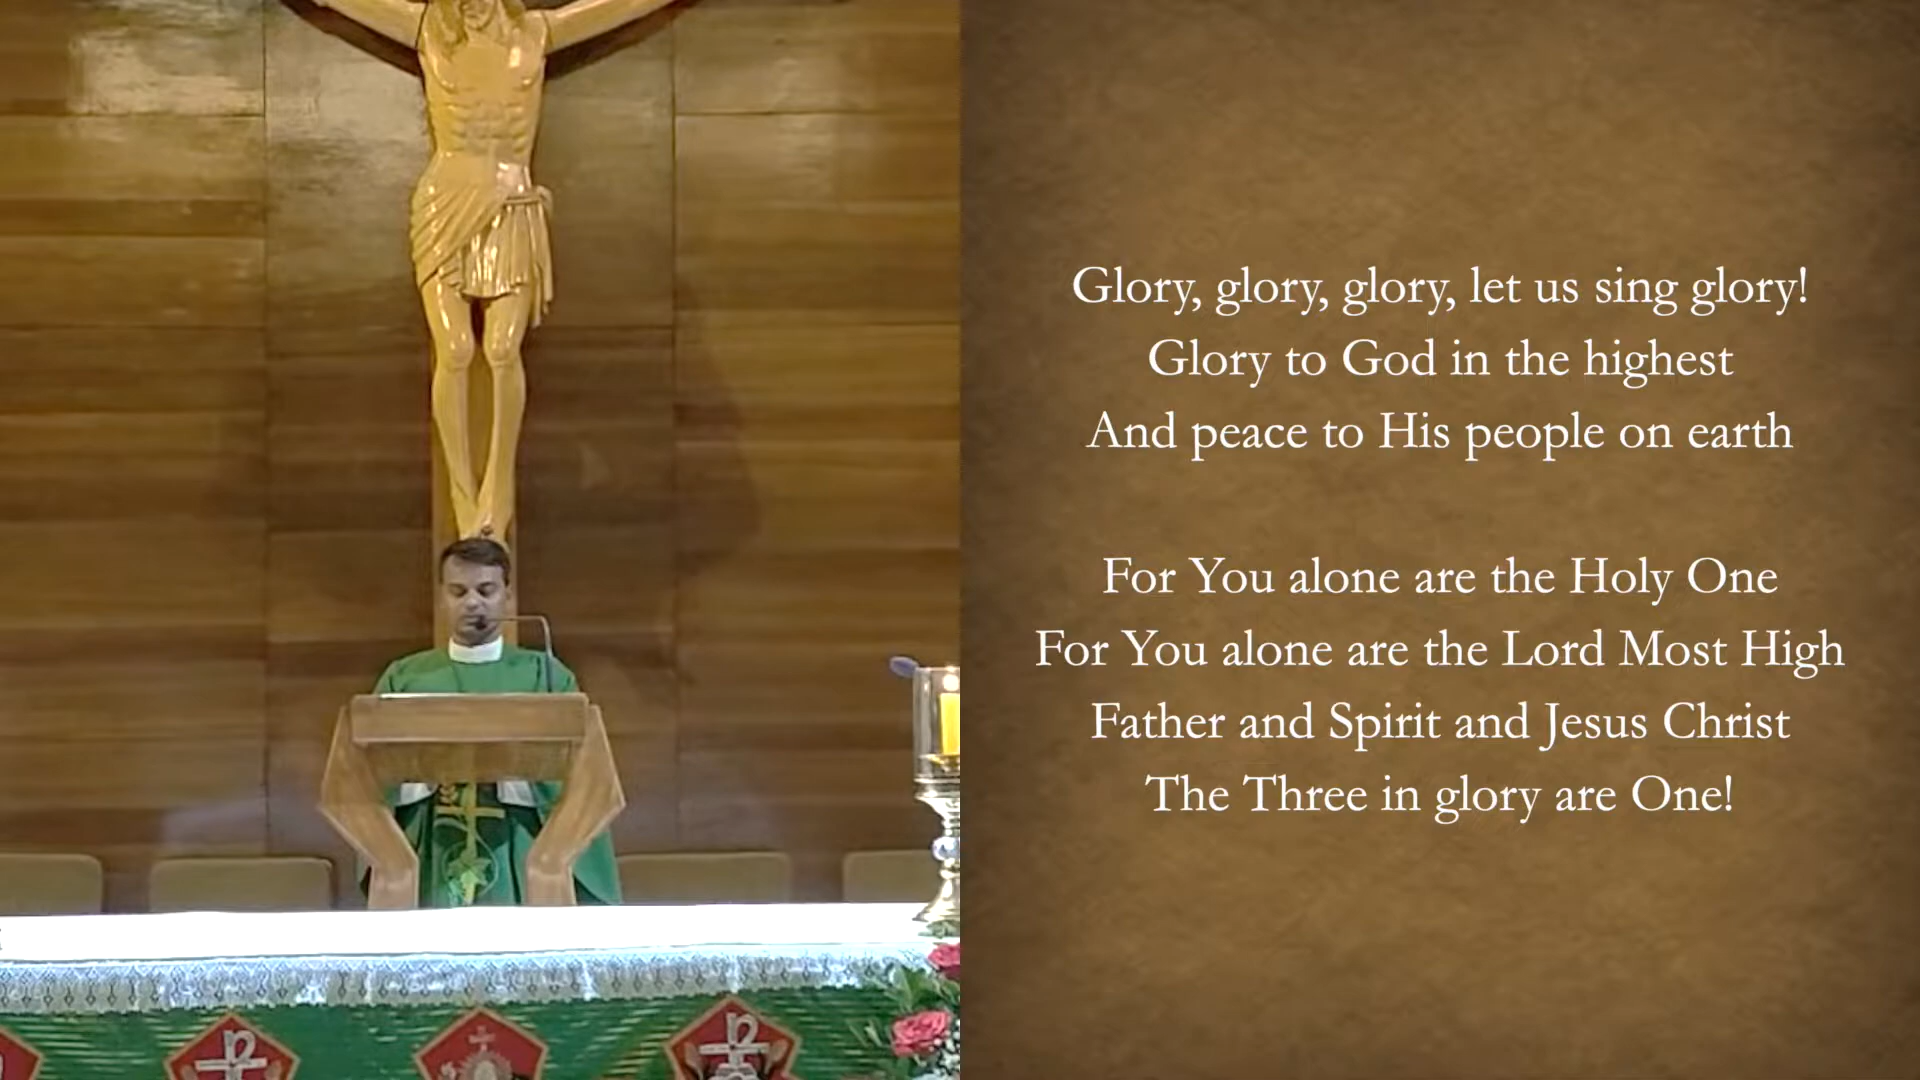 Glory, glory, glory, let us sing glory!
Glory to God in the highest
And peace to His people on earth
For You alone are the Holy One
For You alone are the Lord Most High
Father and Spirit and Jesus Christ
The Three in glory are One!